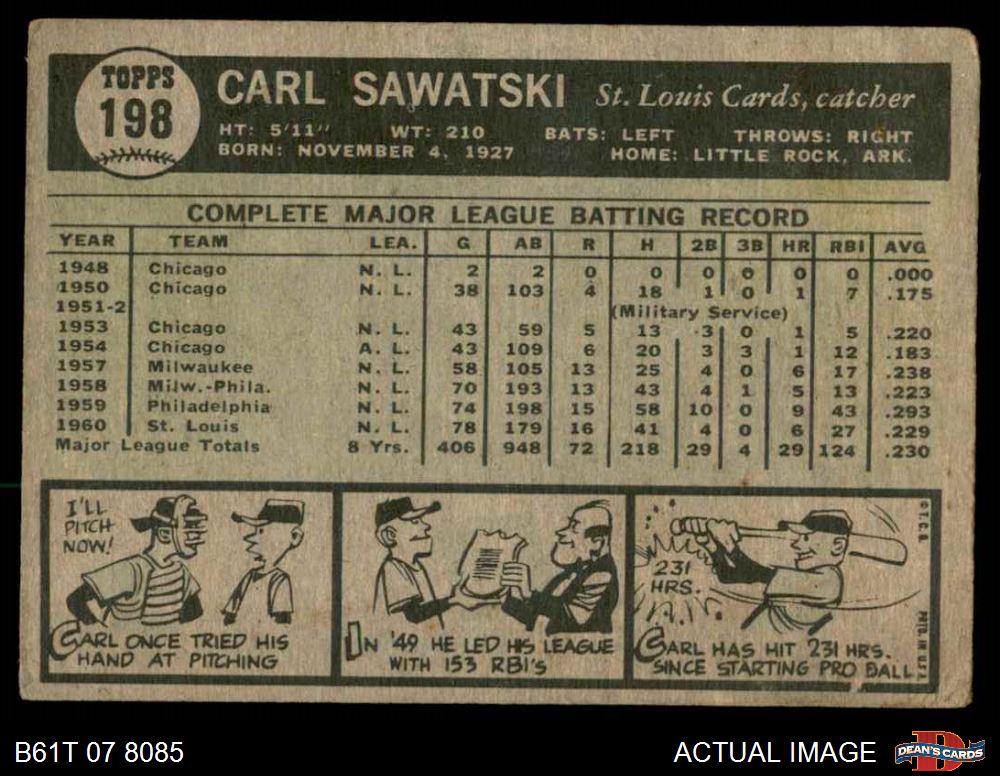 TOPPS
198
CARL SAWATSKI St. Louis Cards, catcher
HT: 5'11" WT: 210 BATS: LEFT THROWS: RIGHT
BORN: NOVEMBER 4, 1927 HOME: LITTLE ROCK, ARK.
COMPLETE MAJOR LEAGUE BATTING RECORD
YEAR TEAM LEA. G AB R H 2B 3B HR RBI AVG
1948 Chicago N. L. 2 2 0 0 0 0 0 0 .000
1950 Chicago N. L. 38 103 4 18 1 0 1 7 .175
1951-2 (Military Service)
1953 Chicago N. L. 43 59 5 13 3 0 1 5 .220
1954 Chicago A. L. 43 109 6 20 3 3 1 12 .183
1957 Milwaukee N. L. 58 105 13 25 4 0 6 17 .238
1958 Milw.-Phila. N. L. 70 193 13 43 4 1 5 13 .223
1959 Philadelphia N. L. 74 198 15 58 10 0 9 43 .293
1960 St. Louis N. L. 78 179 16 41 4 0 6 27 .229
Major League Totals 8 Yrs. 406 948 72 218 29 4 29 124 .230
I'LL
PITCH
NOW!
CARL ONCE TRIED HIS
HAND AT PITCHING
IN '49 HE LED HIS LEAGUE
WITH 153 RBI'S
231
HRS.
CARL HAS HIT 231 HRS.
SINCE STARTING PRO BALL
© T. C. G.
PRTD. IN U.S.A.
B61T 07 8085
ACTUAL IMAGE
D
DEAN'S CARDS